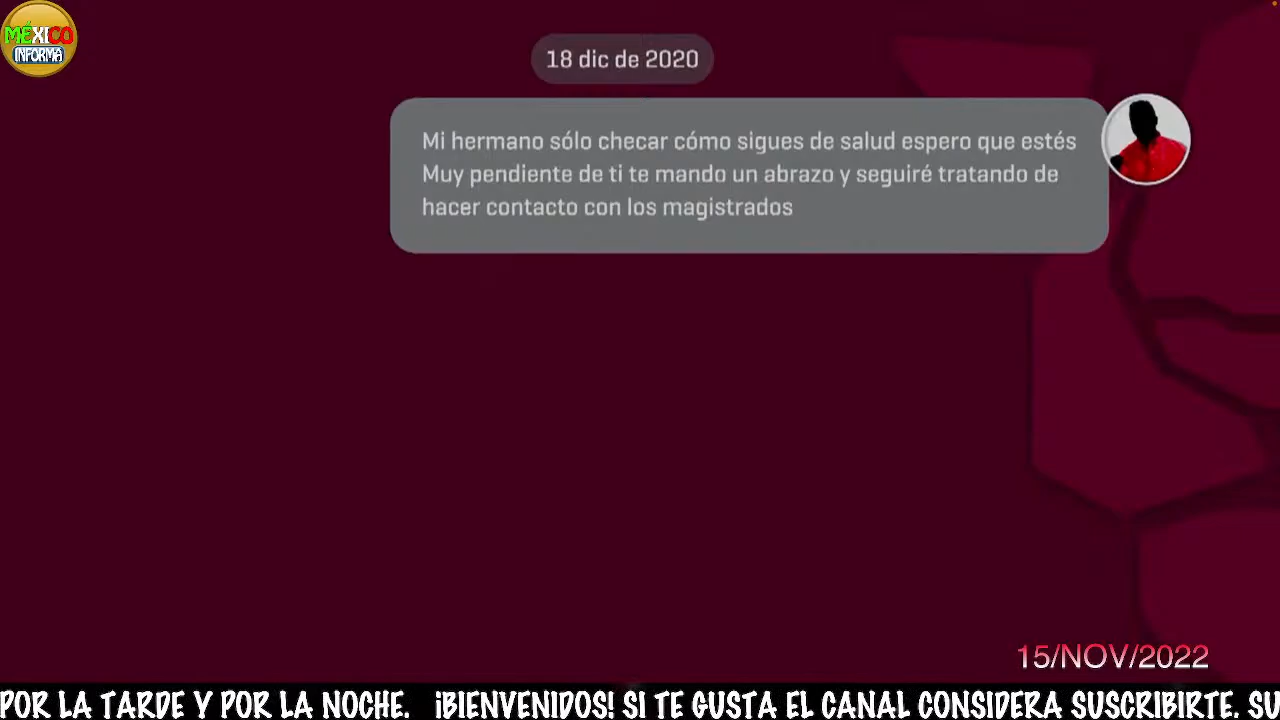 MÉXICO
INFORMA
18 dic de 2020
Mi hermano sólo checar cómo sigues de salud espero que estés
Muy pendiente de ti te mando un abrazo y seguiré tratando de
hacer contacto con los magistrados
15/NOV/2022
POR LA TARDE Y POR LA NOCHE. ¡BIENVENIDOS! SI TE GUSTA EL CANAL CONSIDERA SUSCRIBIRTE. SU